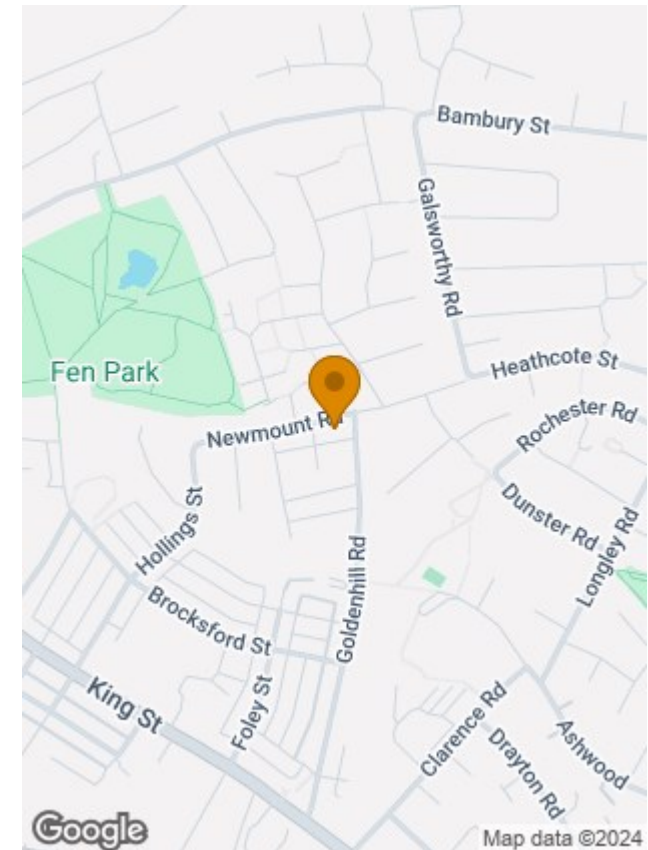 Bambury St
Galsworthy Rd
Fen Park
Heathcote St
Rochester Rd
Newmount Rd
Dunster Rd
Longley Rd
Hollings St
Goldenhill Rd
Brocksford St
King St
Foley St
Clarence Rd
Ashwood
Drayton Rd
Google
Map data ©2024